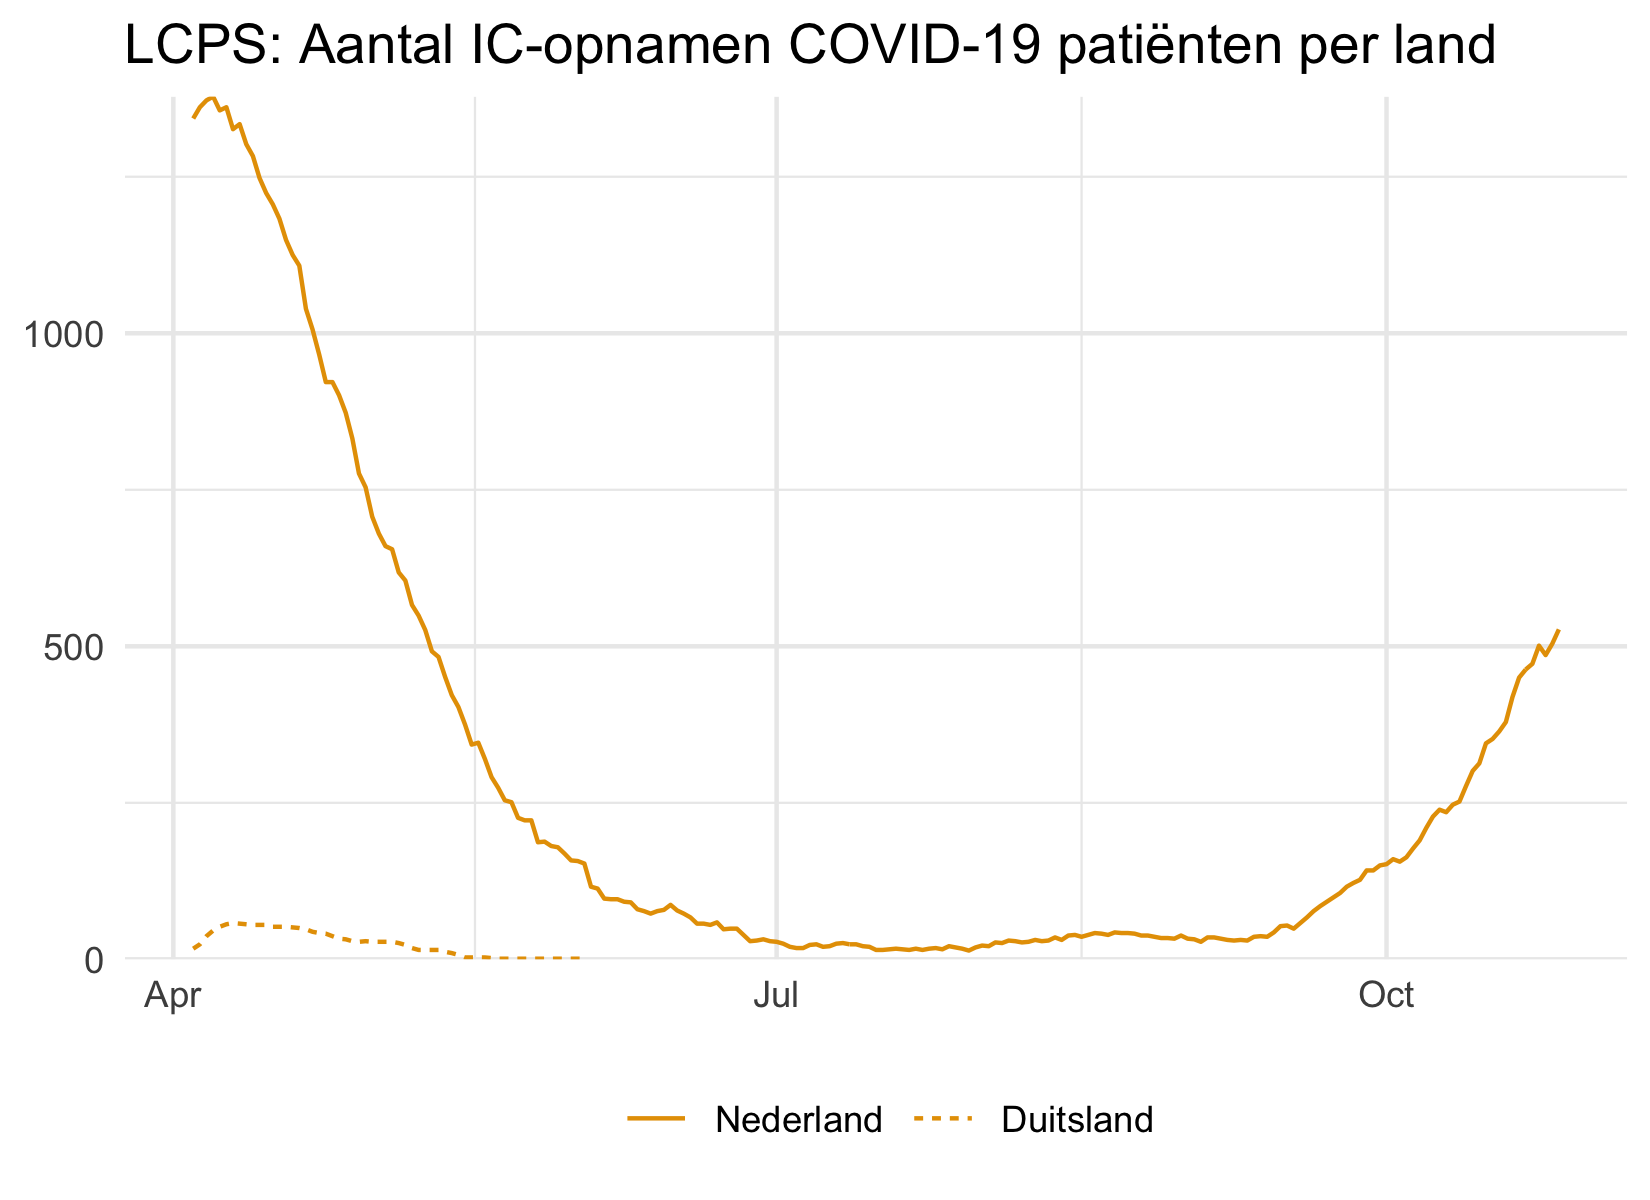 LCPS: Aantal IC-opnamen COVID-19 patiënten per land
1000
500
0
Apr Jul Oct
Nederland Duitsland